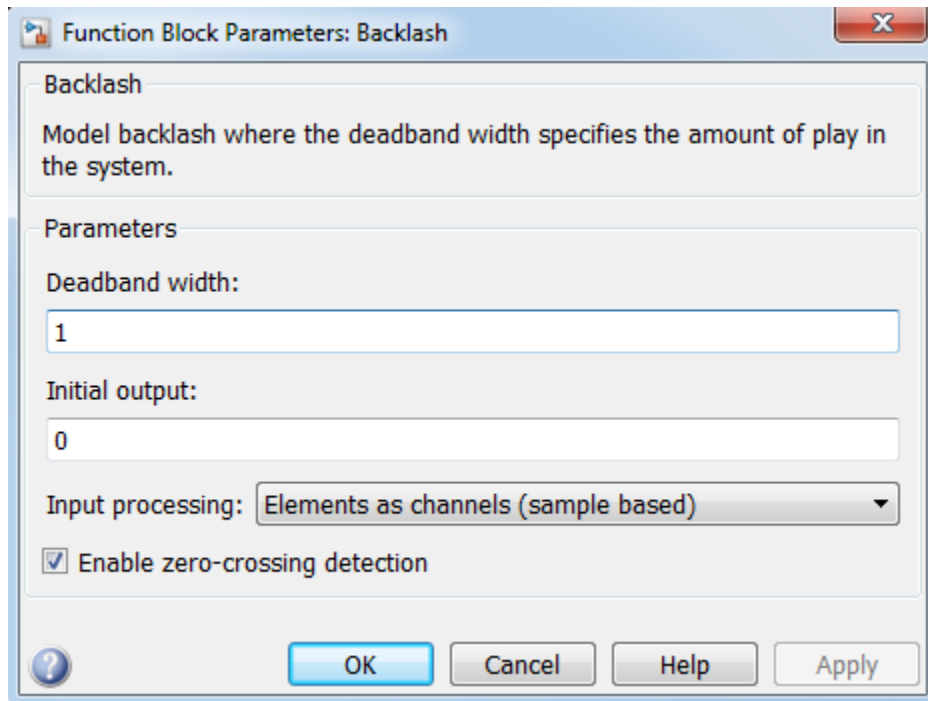 Function Block Parameters: Backlash
Backlash
Model backlash where the deadband width specifies the amount of play in
the system.
Parameters
Deadband width:
1
Initial output:
0
Input processing: Elements as channels (sample based)
Enable zero-crossing detection
? OK Cancel Help Apply